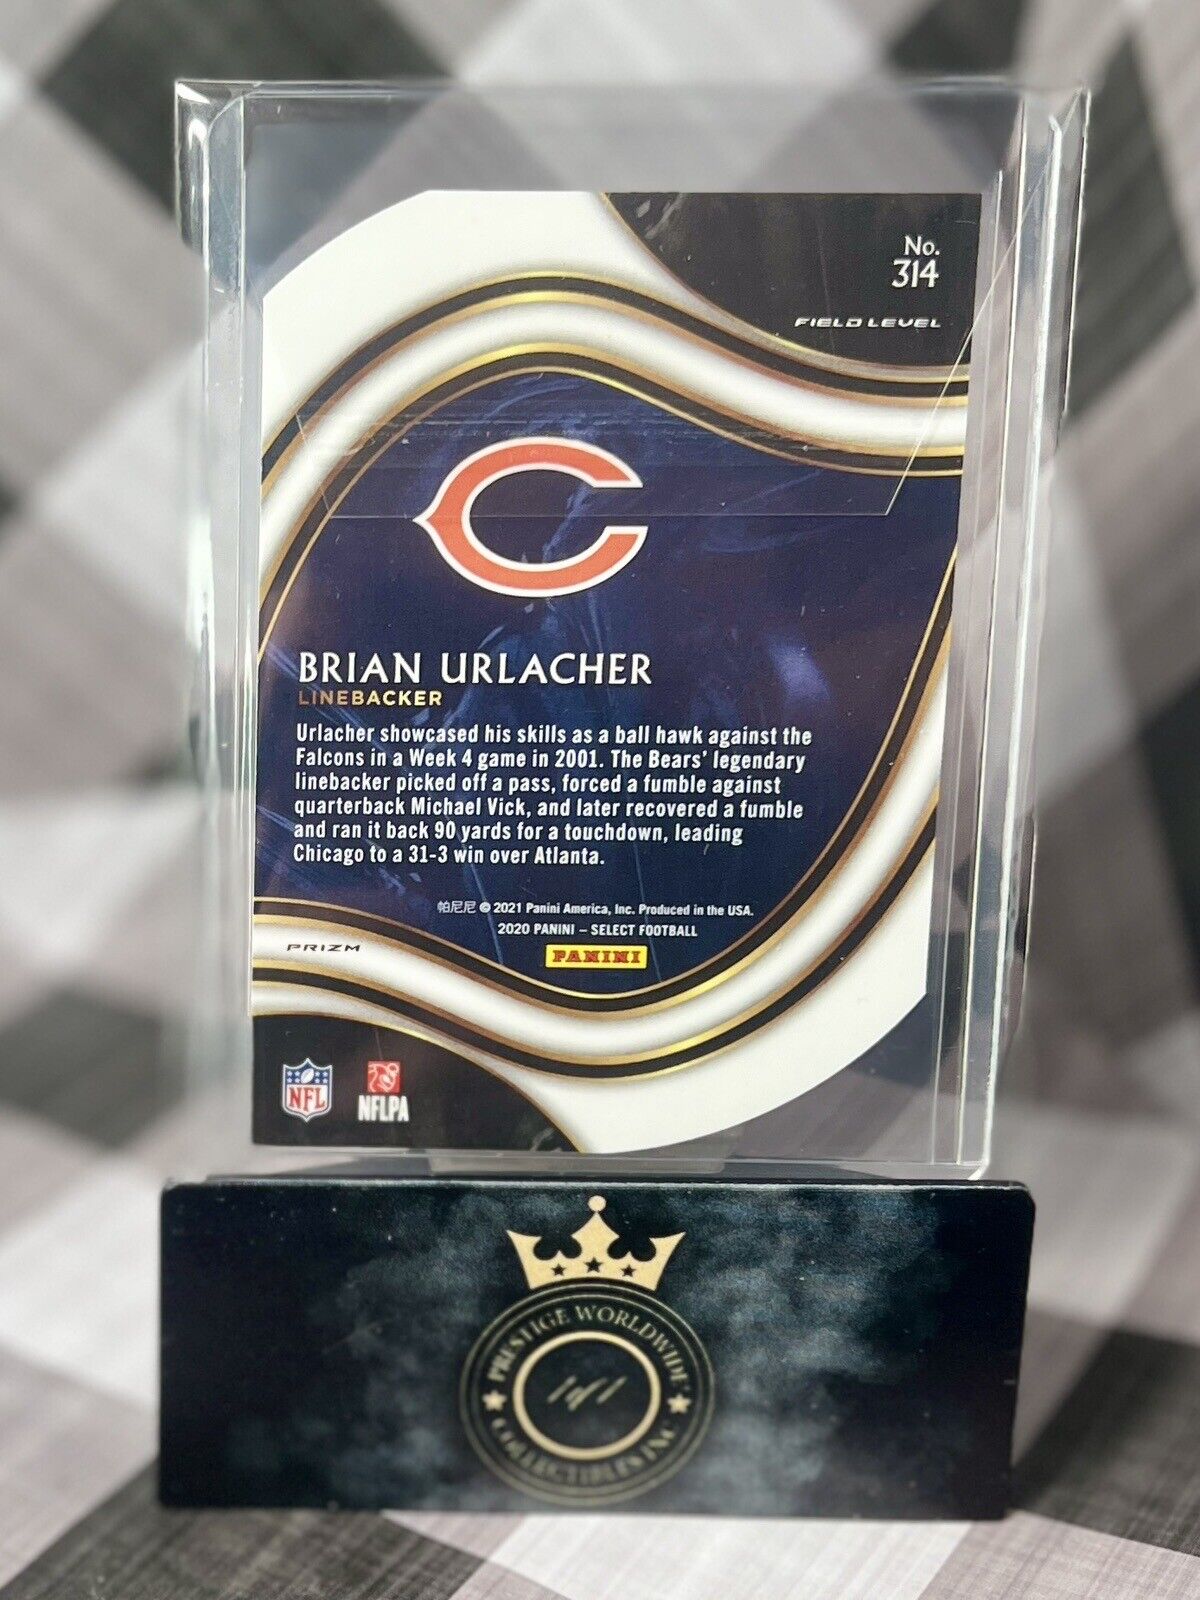 No.
314
FIELD LEVEL
BRIAN URLACHER
LINEBACKER
Urlacher showcased his skills as a ball hawk against the
Falcons in a Week 4 game in 2001. The Bears' legendary
linebacker picked off a pass, forced a fumble against
quarterback Michael Vick, and later recovered a fumble
and ran it back 90 yards for a touchdown, leading
Chicago to a 31-3 win over Atlanta.
帕尼尼 © 2021 Panini America, Inc. Produced in the USA.
2020 PANINI – SELECT FOOTBALL
PANINI
PRIZM
NFL
NFLPA
PRESTIGE WORLDWIDE
1of1
COLLECTIBLES INC